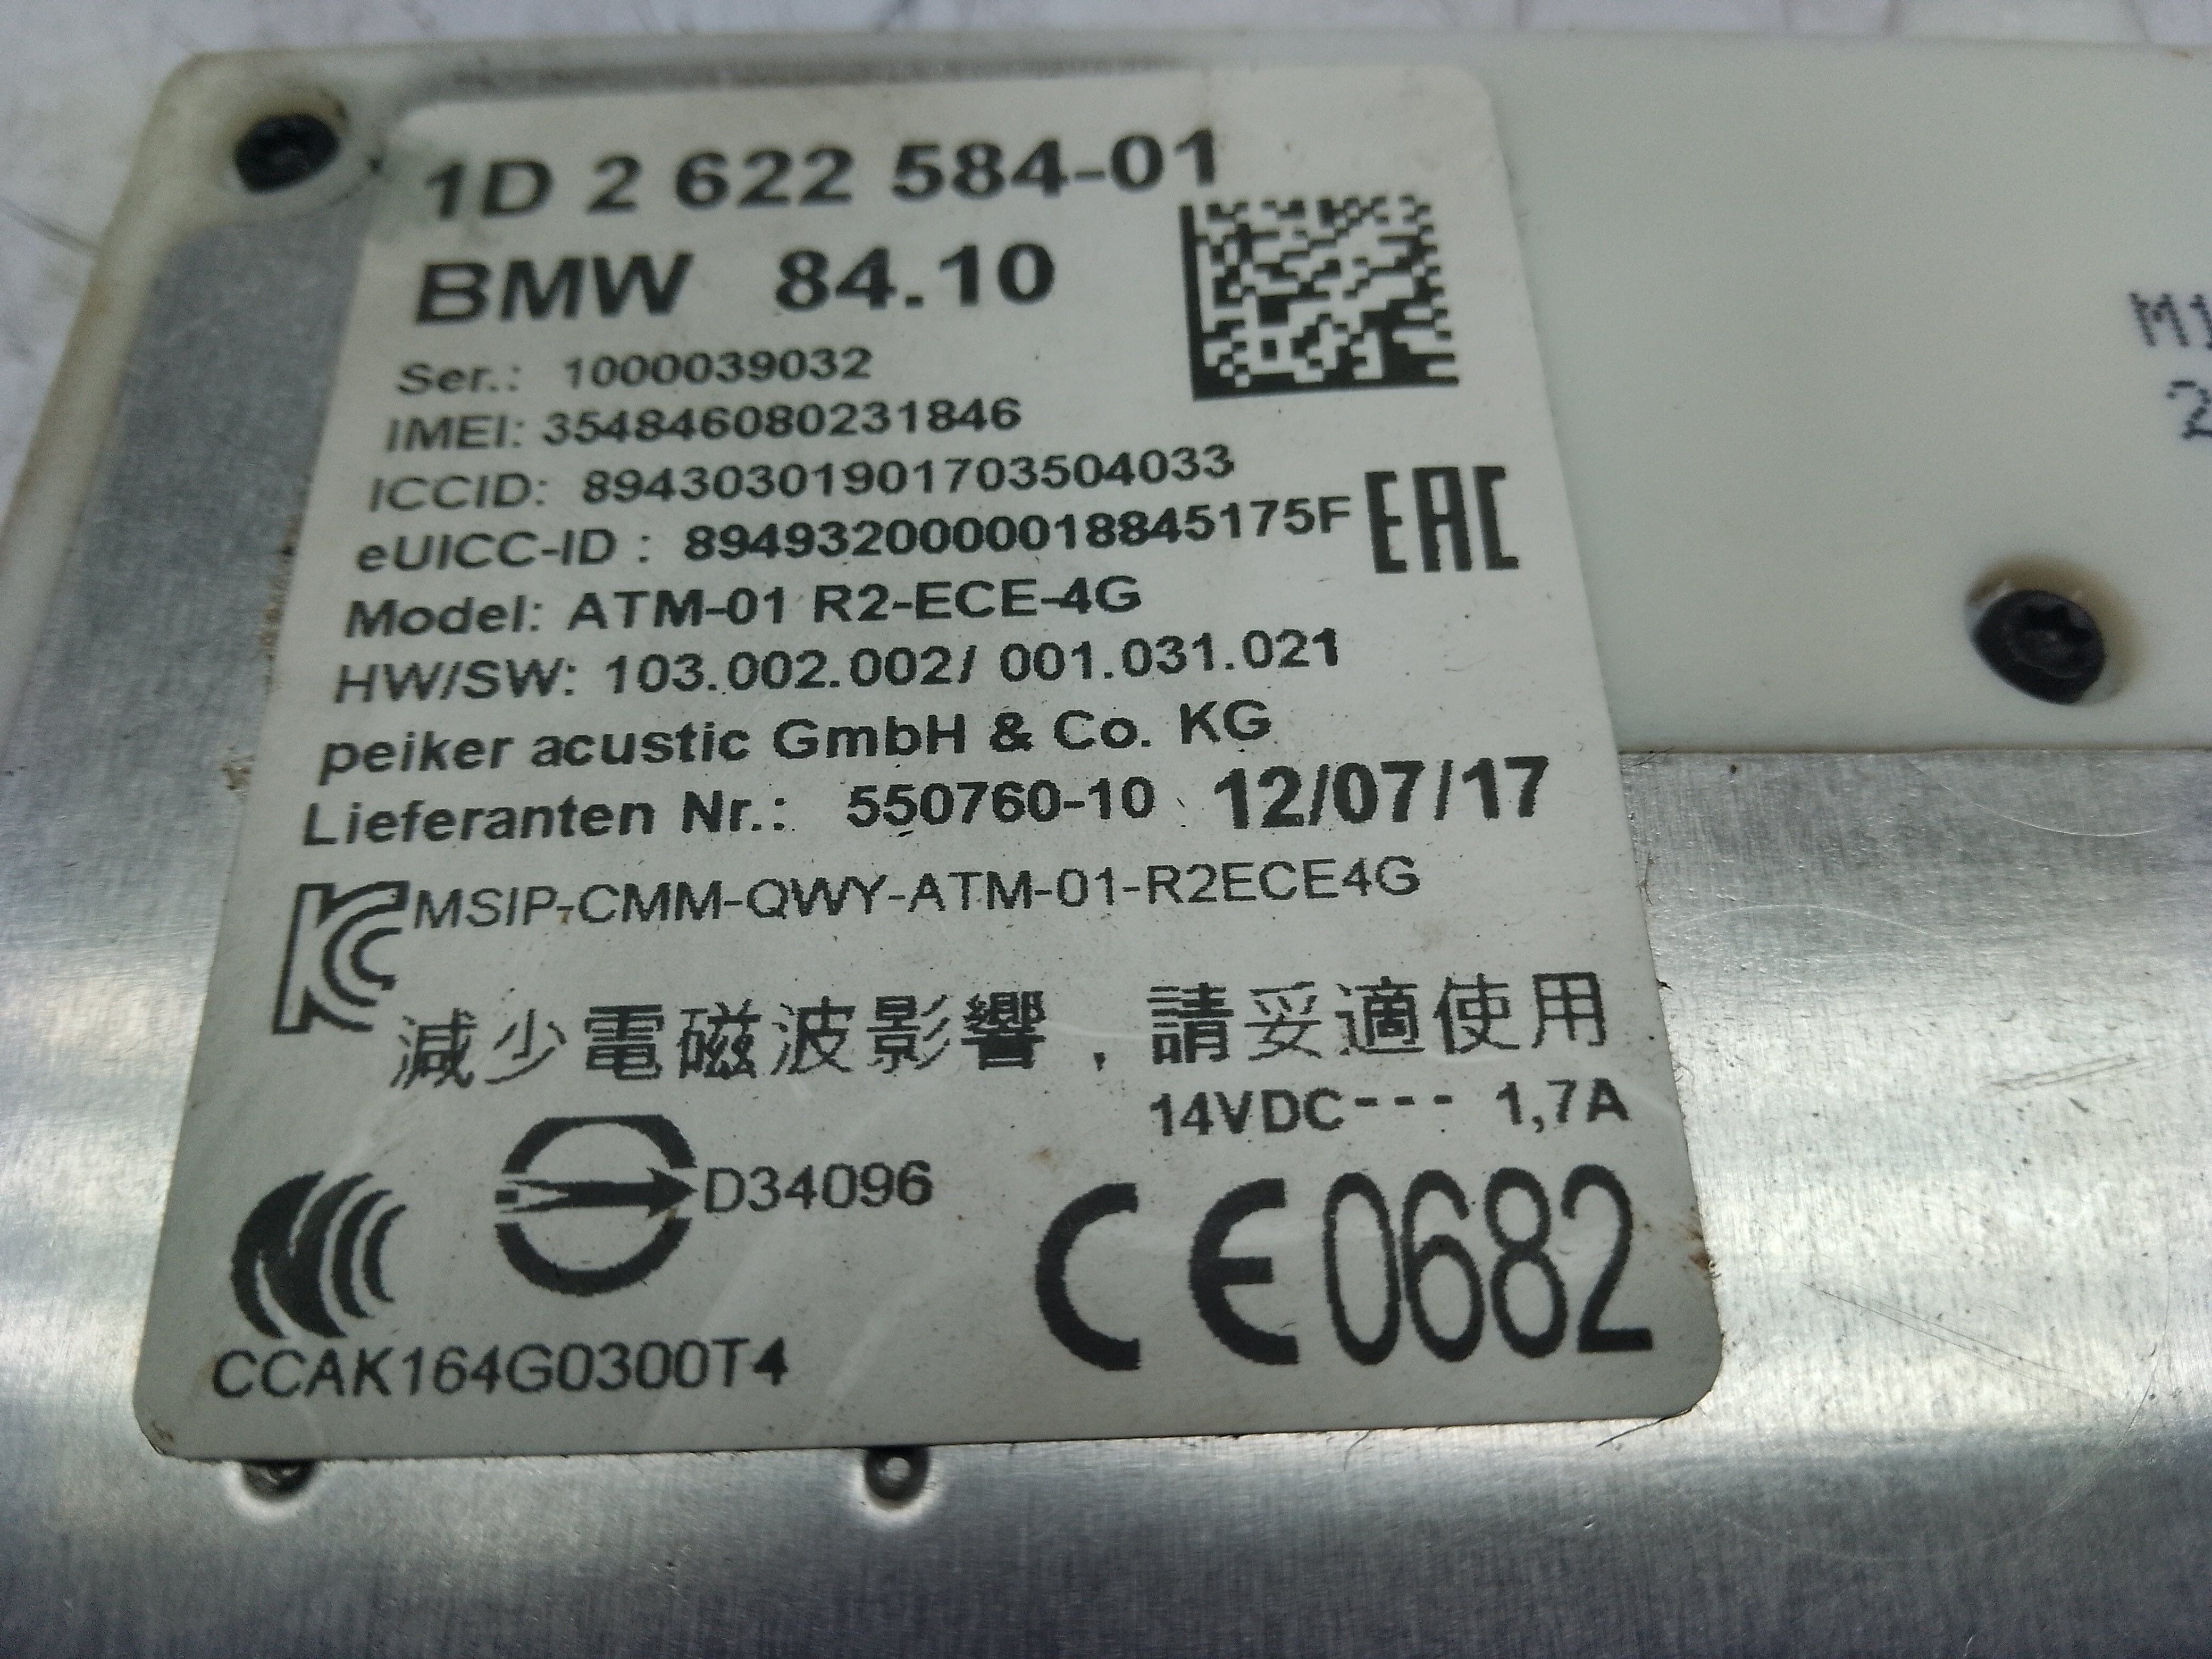 1D 2 622 584-01
BMW 84.10
Ser.: 1000039032
IMEI: 354846080231846
ICCID: 89430301901703504033
eUICC-ID : 8949320000018845175F
EAC
Model: ATM-01 R2-ECE-4G
HW/SW: 103.002.002/ 001.031.021
peiker acustic GmbH & Co. KG
Lieferanten Nr.: 550760-10 12/07/17
MSIP-CMM-QWY-ATM-01-R2ECE4G
減少電磁波影響，請妥適使用
14VDC--- 1,7A
D34096
CE0682
CCAK164G0300T4